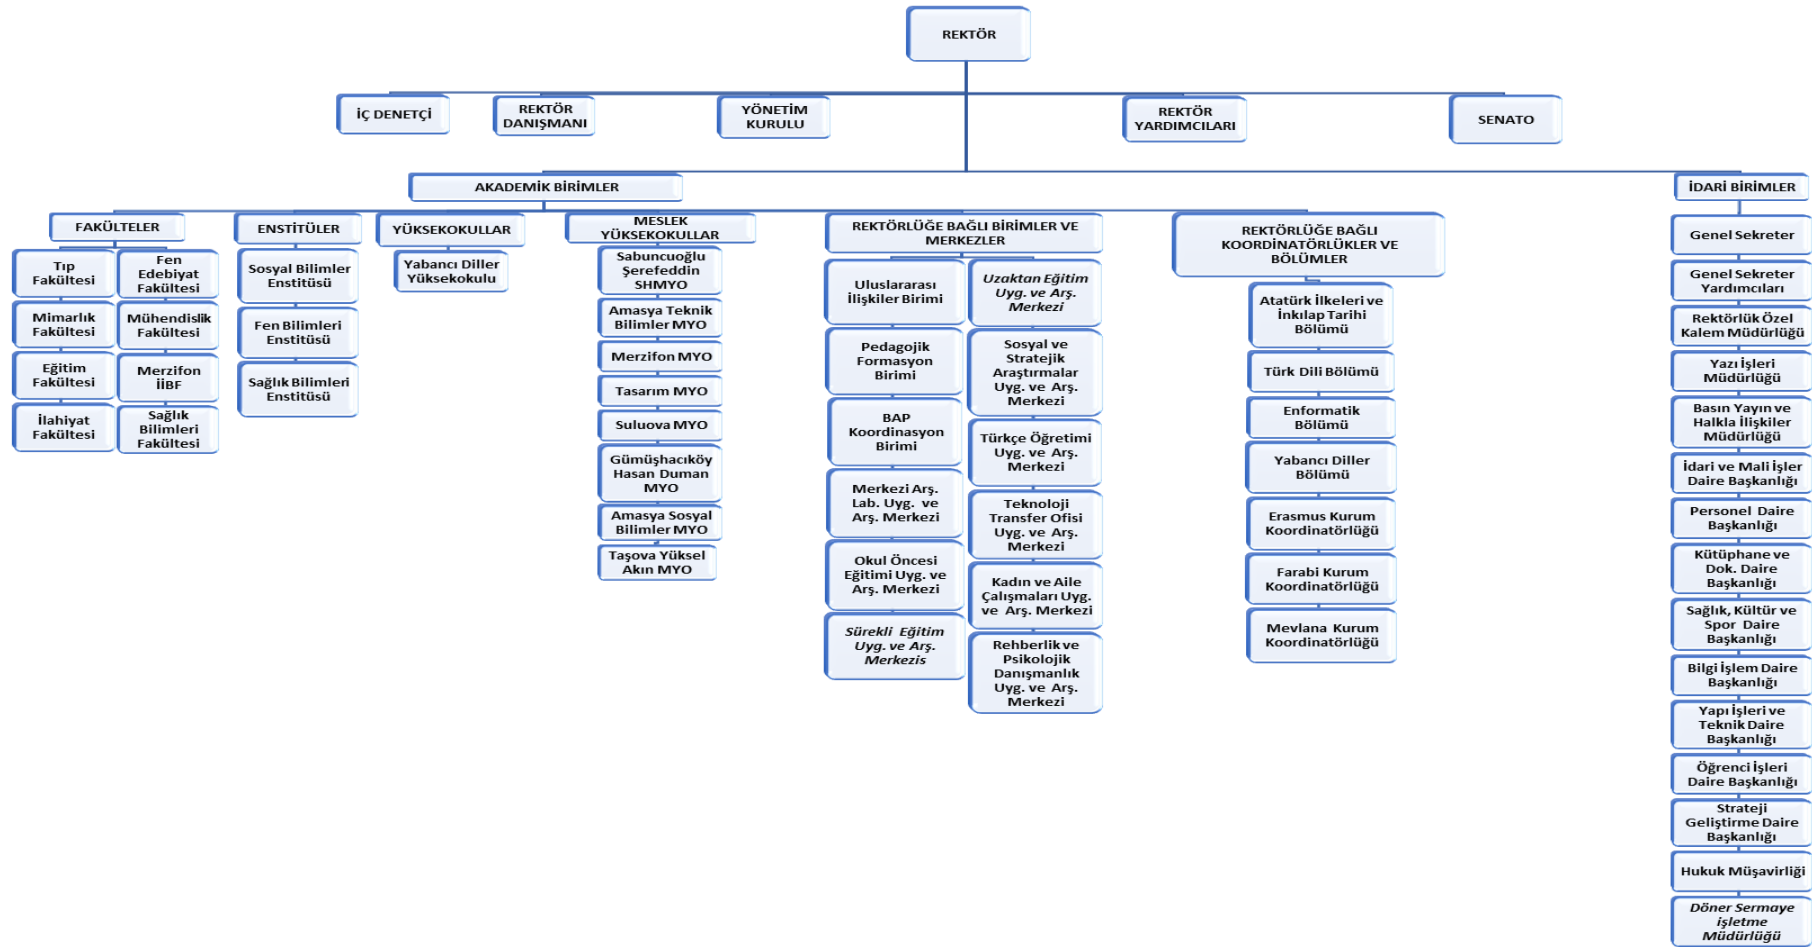 REKTÖR
İÇ DENETÇİ
REKTÖR
DANIŞMANI
YÖNETİM
KURULU
REKTÖR
YARDIMCILARI
SENATO
AKADEMİK BİRİMLER
İDARİ BİRİMLER
FAKÜLTELER
Tıp
Fakültesi
Mimarlık
Fakültesi
Eğitim
Fakültesi
İlahiyat
Fakültesi
Fen
Edebiyat
Fakültesi
Mühendislik
Fakültesi
Merzifon
İİBF
Sağlık
Bilimleri
Fakültesi
ENSTİTÜLER
Sosyal Bilimler
Enstitüsü
Fen Bilimleri
Enstitüsü
Sağlık Bilimleri
Enstitüsü
YÜKSEKOKULLAR
Yabancı Diller
Yüksekokulu
MESLEK
YÜKSEKOKULLAR
Sabuncuoğlu
Şerefeddin
SHMYO
Amasya Teknik
Bilimler MYO
Merzifon MYO
Tasarım MYO
Suluova MYO
Gümüşhacıköy
Hasan Duman
MYO
Amasya Sosyal
Bilimler MYO
Taşova Yüksel
Akın MYO
REKTÖRLÜĞE BAĞLI BİRİMLER VE
MERKEZLER
Uluslararası
İlişkiler Birimi
Pedagojik
Formasyon
Birimi
BAP
Koordinasyon
Birimi
Merkezi Arş.
Lab. Uyg. ve
Arş. Merkezi
Okul Öncesi
Eğitimi Uyg. ve
Arş. Merkezi
Sürekli Eğitim
Uyg. ve Arş.
Merkezis
Uzaktan Eğitim
Uyg. ve Arş.
Merkezi
Sosyal ve
Stratejik
Araştırmalar
Uyg. ve Arş.
Merkezi
Türkçe Öğretimi
Uyg. ve Arş.
Merkezi
Teknoloji
Transfer Ofisi
Uyg. ve Arş.
Merkezi
Kadın ve Aile
Çalışmaları Uyg.
ve Arş. Merkezi
Rehberlik ve
Psikolojik
Danışmanlık
Uyg. ve Arş.
Merkezi
REKTÖRLÜĞE BAĞLI
KOORDİNATÖRLÜKLER VE
BÖLÜMLER
Atatürk İlkeleri ve
İnkılap Tarihi
Bölümü
Türk Dili Bölümü
Enformatik
Bölümü
Yabancı Diller
Bölümü
Erasmus Kurum
Koordinatörlüğü
Farabi Kurum
Koordinatörlüğü
Mevlana Kurum
Koordinatörlüğü
Genel Sekreter
Genel Sekreter
Yardımcıları
Rektörlük Özel
Kalem Müdürlüğü
Yazı İşleri
Müdürlüğü
Basın Yayın ve
Halkla İlişkiler
Müdürlüğü
İdari ve Mali İşler
Daire Başkanlığı
Personel Daire
Başkanlığı
Kütüphane ve
Dok. Daire
Başkanlığı
Sağlık, Kültür ve
Spor Daire
Başkanlığı
Bilgi İşlem Daire
Başkanlığı
Yapı İşleri ve
Teknik Daire
Başkanlığı
Öğrenci İşleri
Daire Başkanlığı
Strateji
Geliştirme Daire
Başkanlığı
Hukuk Müşavirliği
Döner Sermaye
işletme
Müdürlüğü